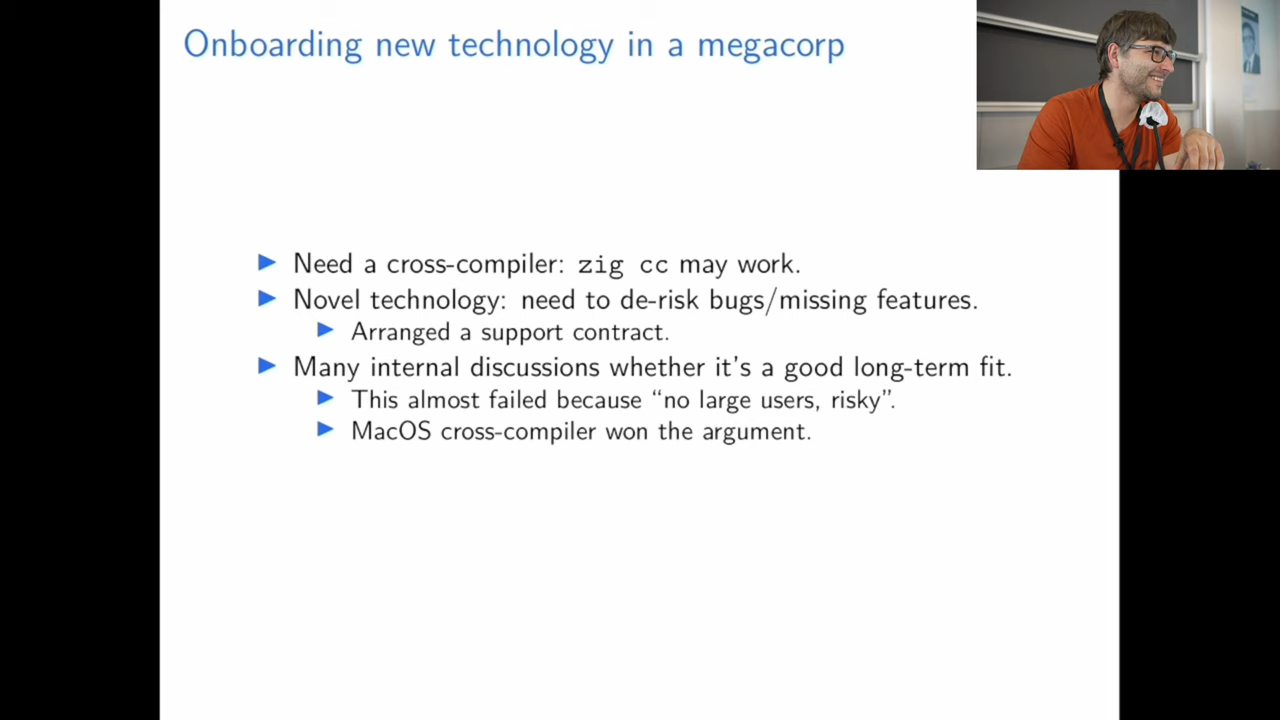 Onboarding new technology in a megacorp
Need a cross-compiler: zig cc may work.
Novel technology: need to de-risk bugs/missing features.
Arranged a support contract.
Many internal discussions whether it's a good long-term fit.
This almost failed because “no large users, risky”.
MacOS cross-compiler won the argument.